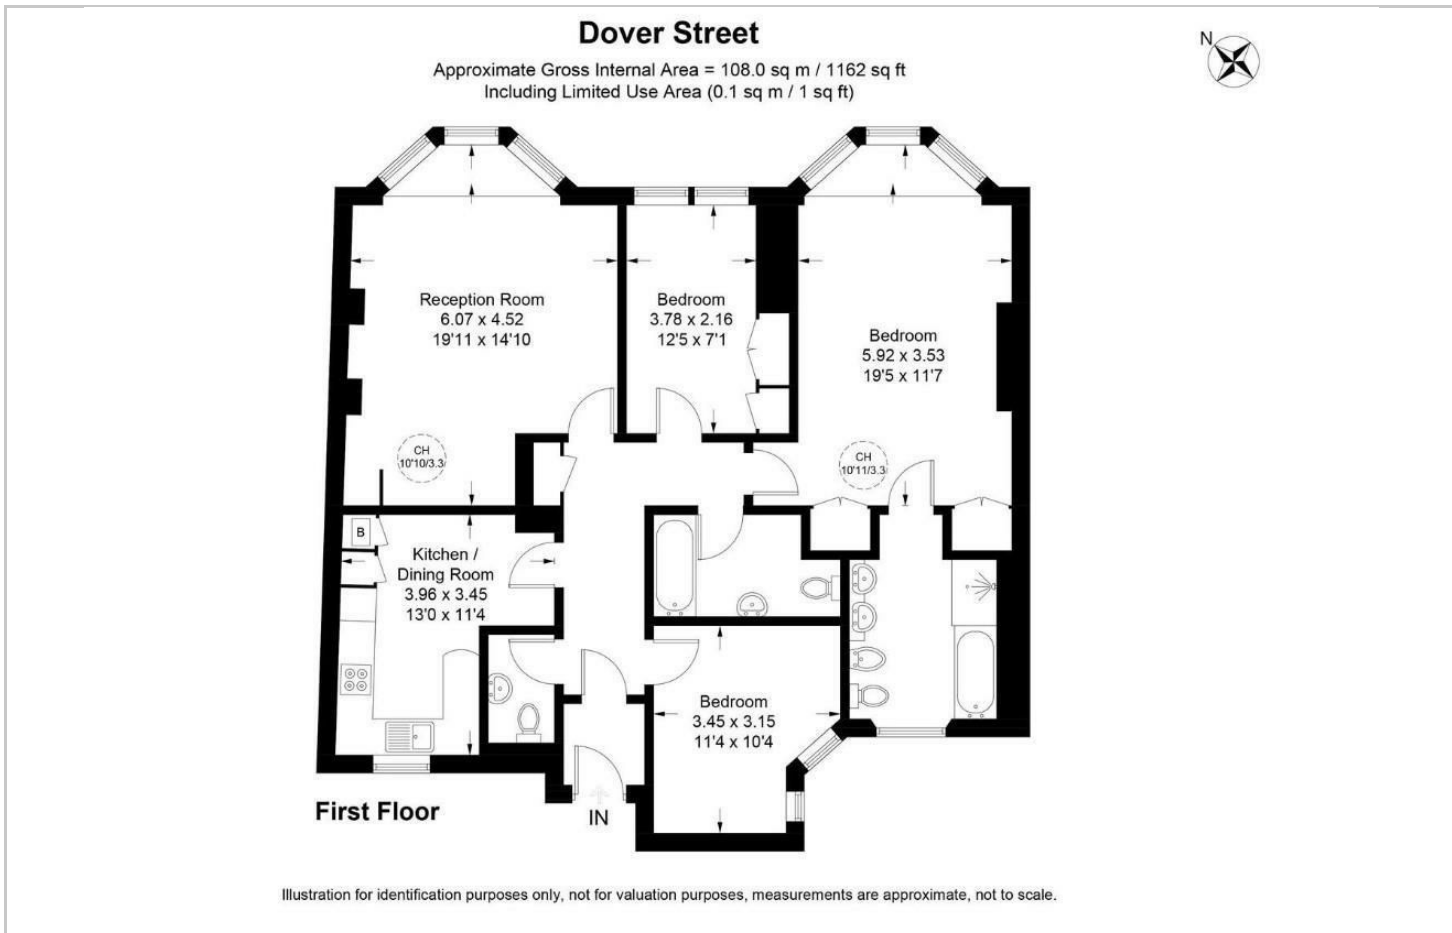 Dover Street
Approximate Gross Internal Area = 108.0 sq m / 1162 sq ft
Including Limited Use Area (0.1 sq m / 1 sq ft)
N
Reception Room
6.07 x 4.52
19'11 x 14'10
Bedroom
3.78 x 2.16
12'5 x 7'1
Bedroom
5.92 x 3.53
19'5 x 11'7
CH
10'10/3.3
CH
10'11/3.3
B
Kitchen /
Dining Room
3.96 x 3.45
13'0 x 11'4
Bedroom
3.45 x 3.15
11'4 x 10'4
First Floor
IN
Illustration for identification purposes only, not for valuation purposes, measurements are approximate, not to scale.